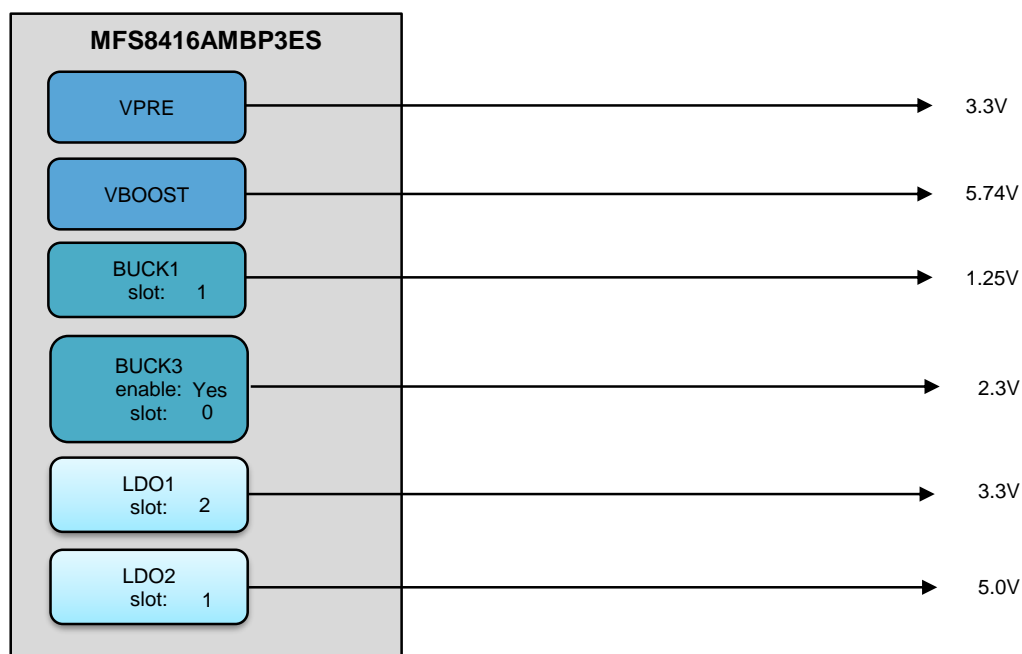 MFS8416AMBP3ES
VPRE
3.3V
VBOOST
5.74V
BUCK1
slot: 1
1.25V
BUCK3
enable: Yes
slot: 0
2.3V
LDO1
slot: 2
3.3V
LDO2
slot: 1
5.0V